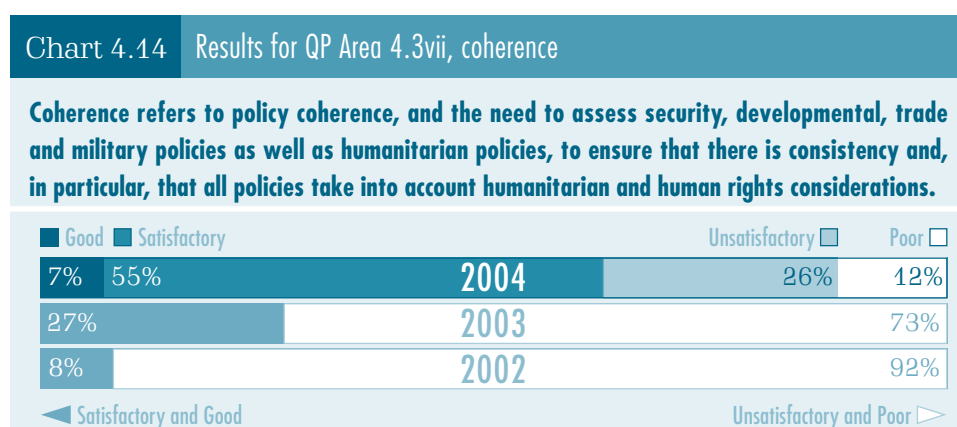 Chart 4.14 Results for QP Area 4.3vii, coherence
Coherence refers to policy coherence, and the need to assess security, developmental, trade
and military policies as well as humanitarian policies, to ensure that there is consistency and,
in particular, that all policies take into account humanitarian and human rights considerations.
Good Satisfactory Unsatisfactory Poor
7% 55% 2004 26% 12%
27% 2003 73%
8% 2002 92%
Satisfactory and Good Unsatisfactory and Poor